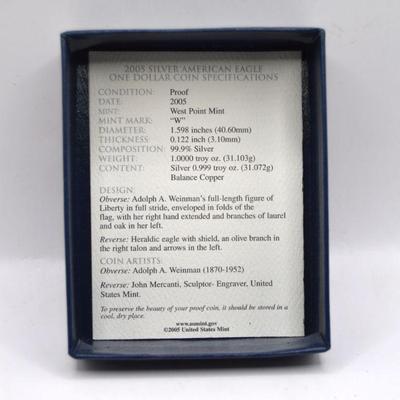 2005 SILVER AMERICAN EAGLE
ONE DOLLAR COIN SPECIFICATIONS
CONDITION: Proof
DATE: 2005
MINT: West Point Mint
MINT MARK: "W"
DIAMETER: 1.598 inches (40.60mm)
THICKNESS: 0.122 inch (3.10mm)
COMPOSITION: 99.9% Silver
WEIGHT: 1.0000 troy oz. (31.103g)
CONTENT: Silver 0.999 troy oz. (31.072g)
Balance Copper
DESIGN:
Obverse: Adolph A. Weinman's full-length figure of
Liberty in full stride, enveloped in folds of the
flag, with her right hand extended and branches of laurel
and oak in her left.
Reverse: Heraldic eagle with shield, an olive branch in
the right talon and arrows in the left.
COIN ARTISTS:
Obverse: Adolph A. Weinman (1870-1952)
Reverse: John Mercanti, Sculptor- Engraver, United
States Mint.
To preserve the beauty of your proof coin, it should be stored in a
cool, dry place.
www.usmint.gov
©2005 United States Mint